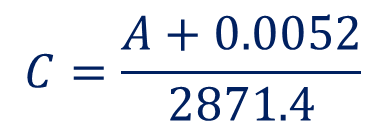 C = (A + 0.0052) / 2871.4